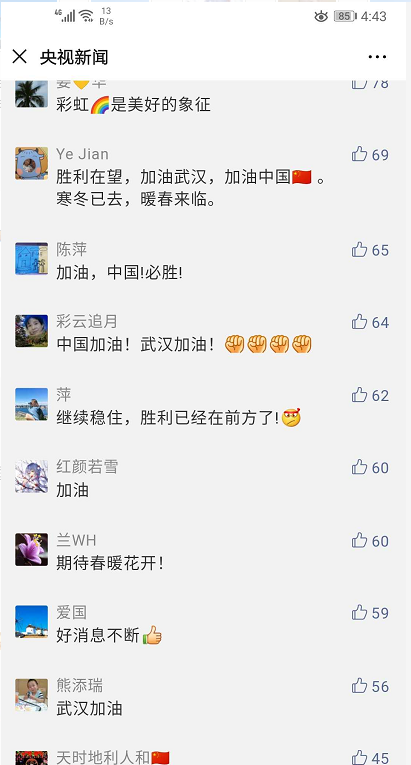 4G 13 B/s 85 4:43
央视新闻
华 78
彩虹🌈是美好的象征
Ye Jian 69
胜利在望，加油武汉，加油中国🇨🇳 。
寒冬已去，暖春来临。
陈萍 65
加油，中国!必胜!
彩云追月 64
中国加油！武汉加油！✊✊✊✊
萍 62
继续稳住，胜利已经在前方了!
红颜若雪 60
加油
兰WH 60
期待春暖花开！
爱国 59
好消息不断👍
熊添瑞 56
武汉加油
天时地利人和🇨🇳 45